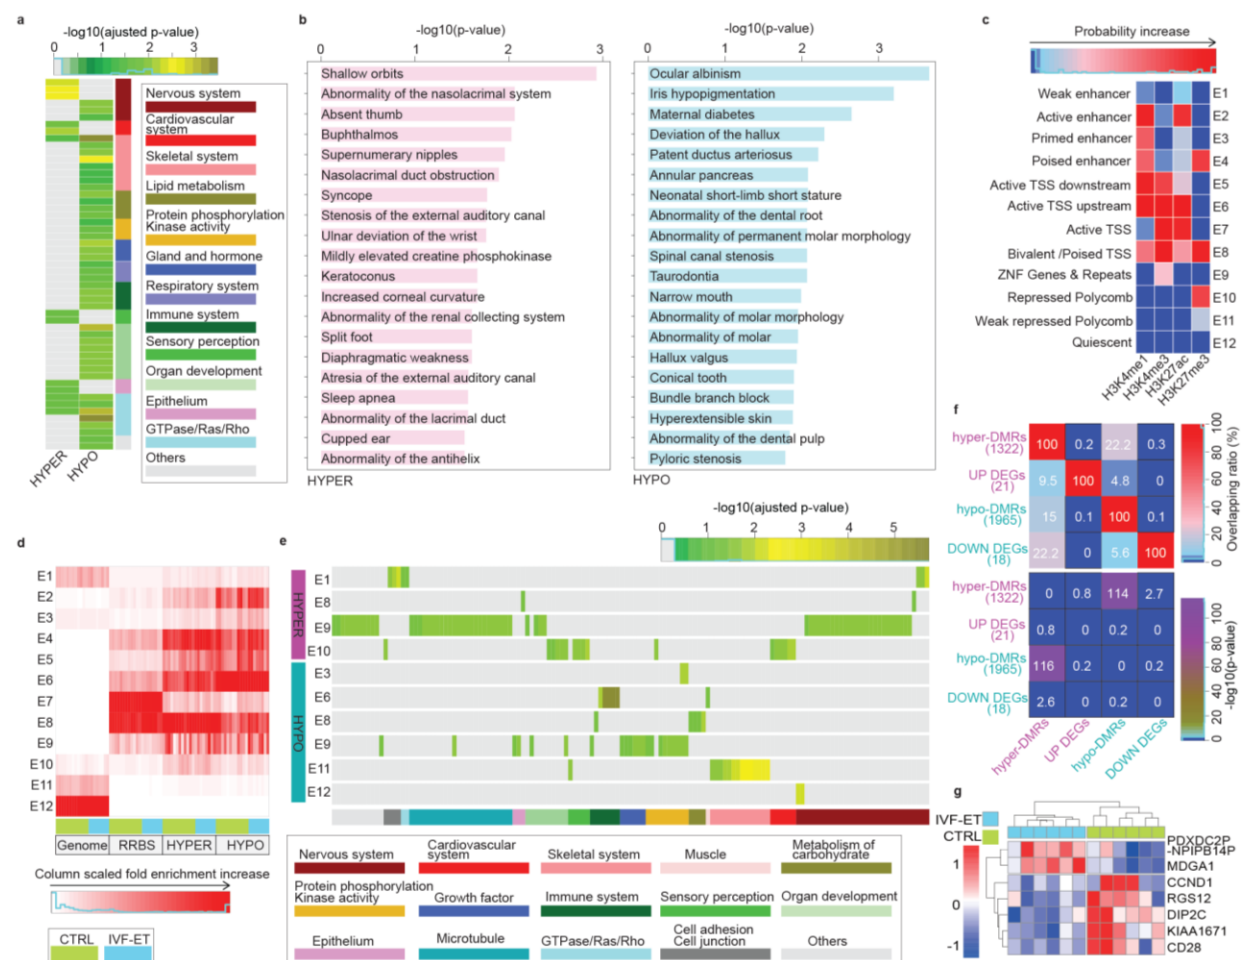 a
-log10(ajusted p-value)
0 1 2 3
Nervous system
Cardiovascular
system
Skeletal system
Lipid metabolism
Protein phosphorylation
Kinase activity
Gland and hormone
Respiratory system
Immune system
Sensory perception
Organ development
Epithelium
GTPase/Ras/Rho
Others
HYPER
HYPO
b
-log10(p-value)
0 1 2 3
Shallow orbits
Abnormality of the nasolacrimal system
Absent thumb
Buphthalmos
Supernumerary nipples
Nasolacrimal duct obstruction
Syncope
Stenosis of the external auditory canal
Ulnar deviation of the wrist
Mildly elevated creatine phosphokinase
Keratoconus
Increased corneal curvature
Abnormality of the renal collecting system
Split foot
Diaphragmatic weakness
Atresia of the external auditory canal
Sleep apnea
Abnormality of the lacrimal duct
Cupped ear
Abnormality of the antihelix
HYPER
-log10(p-value)
0 1 2 3
Ocular albinism
Iris hypopigmentation
Maternal diabetes
Deviation of the hallux
Patent ductus arteriosus
Annular pancreas
Neonatal short-limb short stature
Abnormality of the dental root
Abnormality of permanent molar morphology
Spinal canal stenosis
Taurodontia
Narrow mouth
Abnormality of molar morphology
Abnormality of molar
Hallux valgus
Conical tooth
Bundle branch block
Hyperextensible skin
Abnormality of the dental pulp
Pyloric stenosis
HYPO
c
Probability increase
Weak enhancer E1
Active enhancer E2
Primed enhancer E3
Poised enhancer E4
Active TSS downstream E5
Active TSS upstream E6
Active TSS E7
Bivalent /Poised TSS E8
ZNF Genes & Repeats E9
Repressed Polycomb E10
Weak repressed Polycomb E11
Quiescent E12
H3K4me1
H3K4me3
H3K27ac
H3K27me3
d
E1
E2
E3
E4
E5
E6
E7
E8
E9
E10
E11
E12
Genome RRBS HYPER HYPO
Column scaled fold enrichment increase
CTRL IVF-ET
e
-log10(ajusted p-value)
0 1 2 3 4 5
HYPER
E1
E8
E9
E10
HYPO
E3
E6
E8
E9
E11
E12
Nervous system
Cardiovascular
system
Skeletal system
Muscle
Metabolism of
carbohydrate
Protein phosphorylation
Kinase activity
Growth factor
Immune system
Sensory perception
Organ development
Epithelium
Microtubule
GTPase/Ras/Rho
Cell adhesion
Cell junction
Others
f
hyper-DMRs
(1322)
100 0.2 22.2 0.3
UP DEGs
(21)
9.5 100 4.8 0
hypo-DMRs
(1965)
15 0.1 100 0.1
DOWN DEGs
(18)
22.2 0 5.6 100
0 20 40 60 80 100
Overlapping ratio (%)
hyper-DMRs
(1322)
0 0.8 114 2.7
UP DEGs
(21)
0.8 0 0.2 0
hypo-DMRs
(1965)
116 0.2 0 0.2
DOWN DEGs
(18)
2.6 0 0.2 0
0 20 40 60 80 100
-log10(p-value)
hyper-DMRs
UP DEGs
hypo-DMRs
DOWN DEGs
g
IVF-ET
CTRL
1
0
-1
PDXDC2P
-NPIPB14P
MDGA1
CCND1
RGS12
DIP2C
KIAA1671
CD28